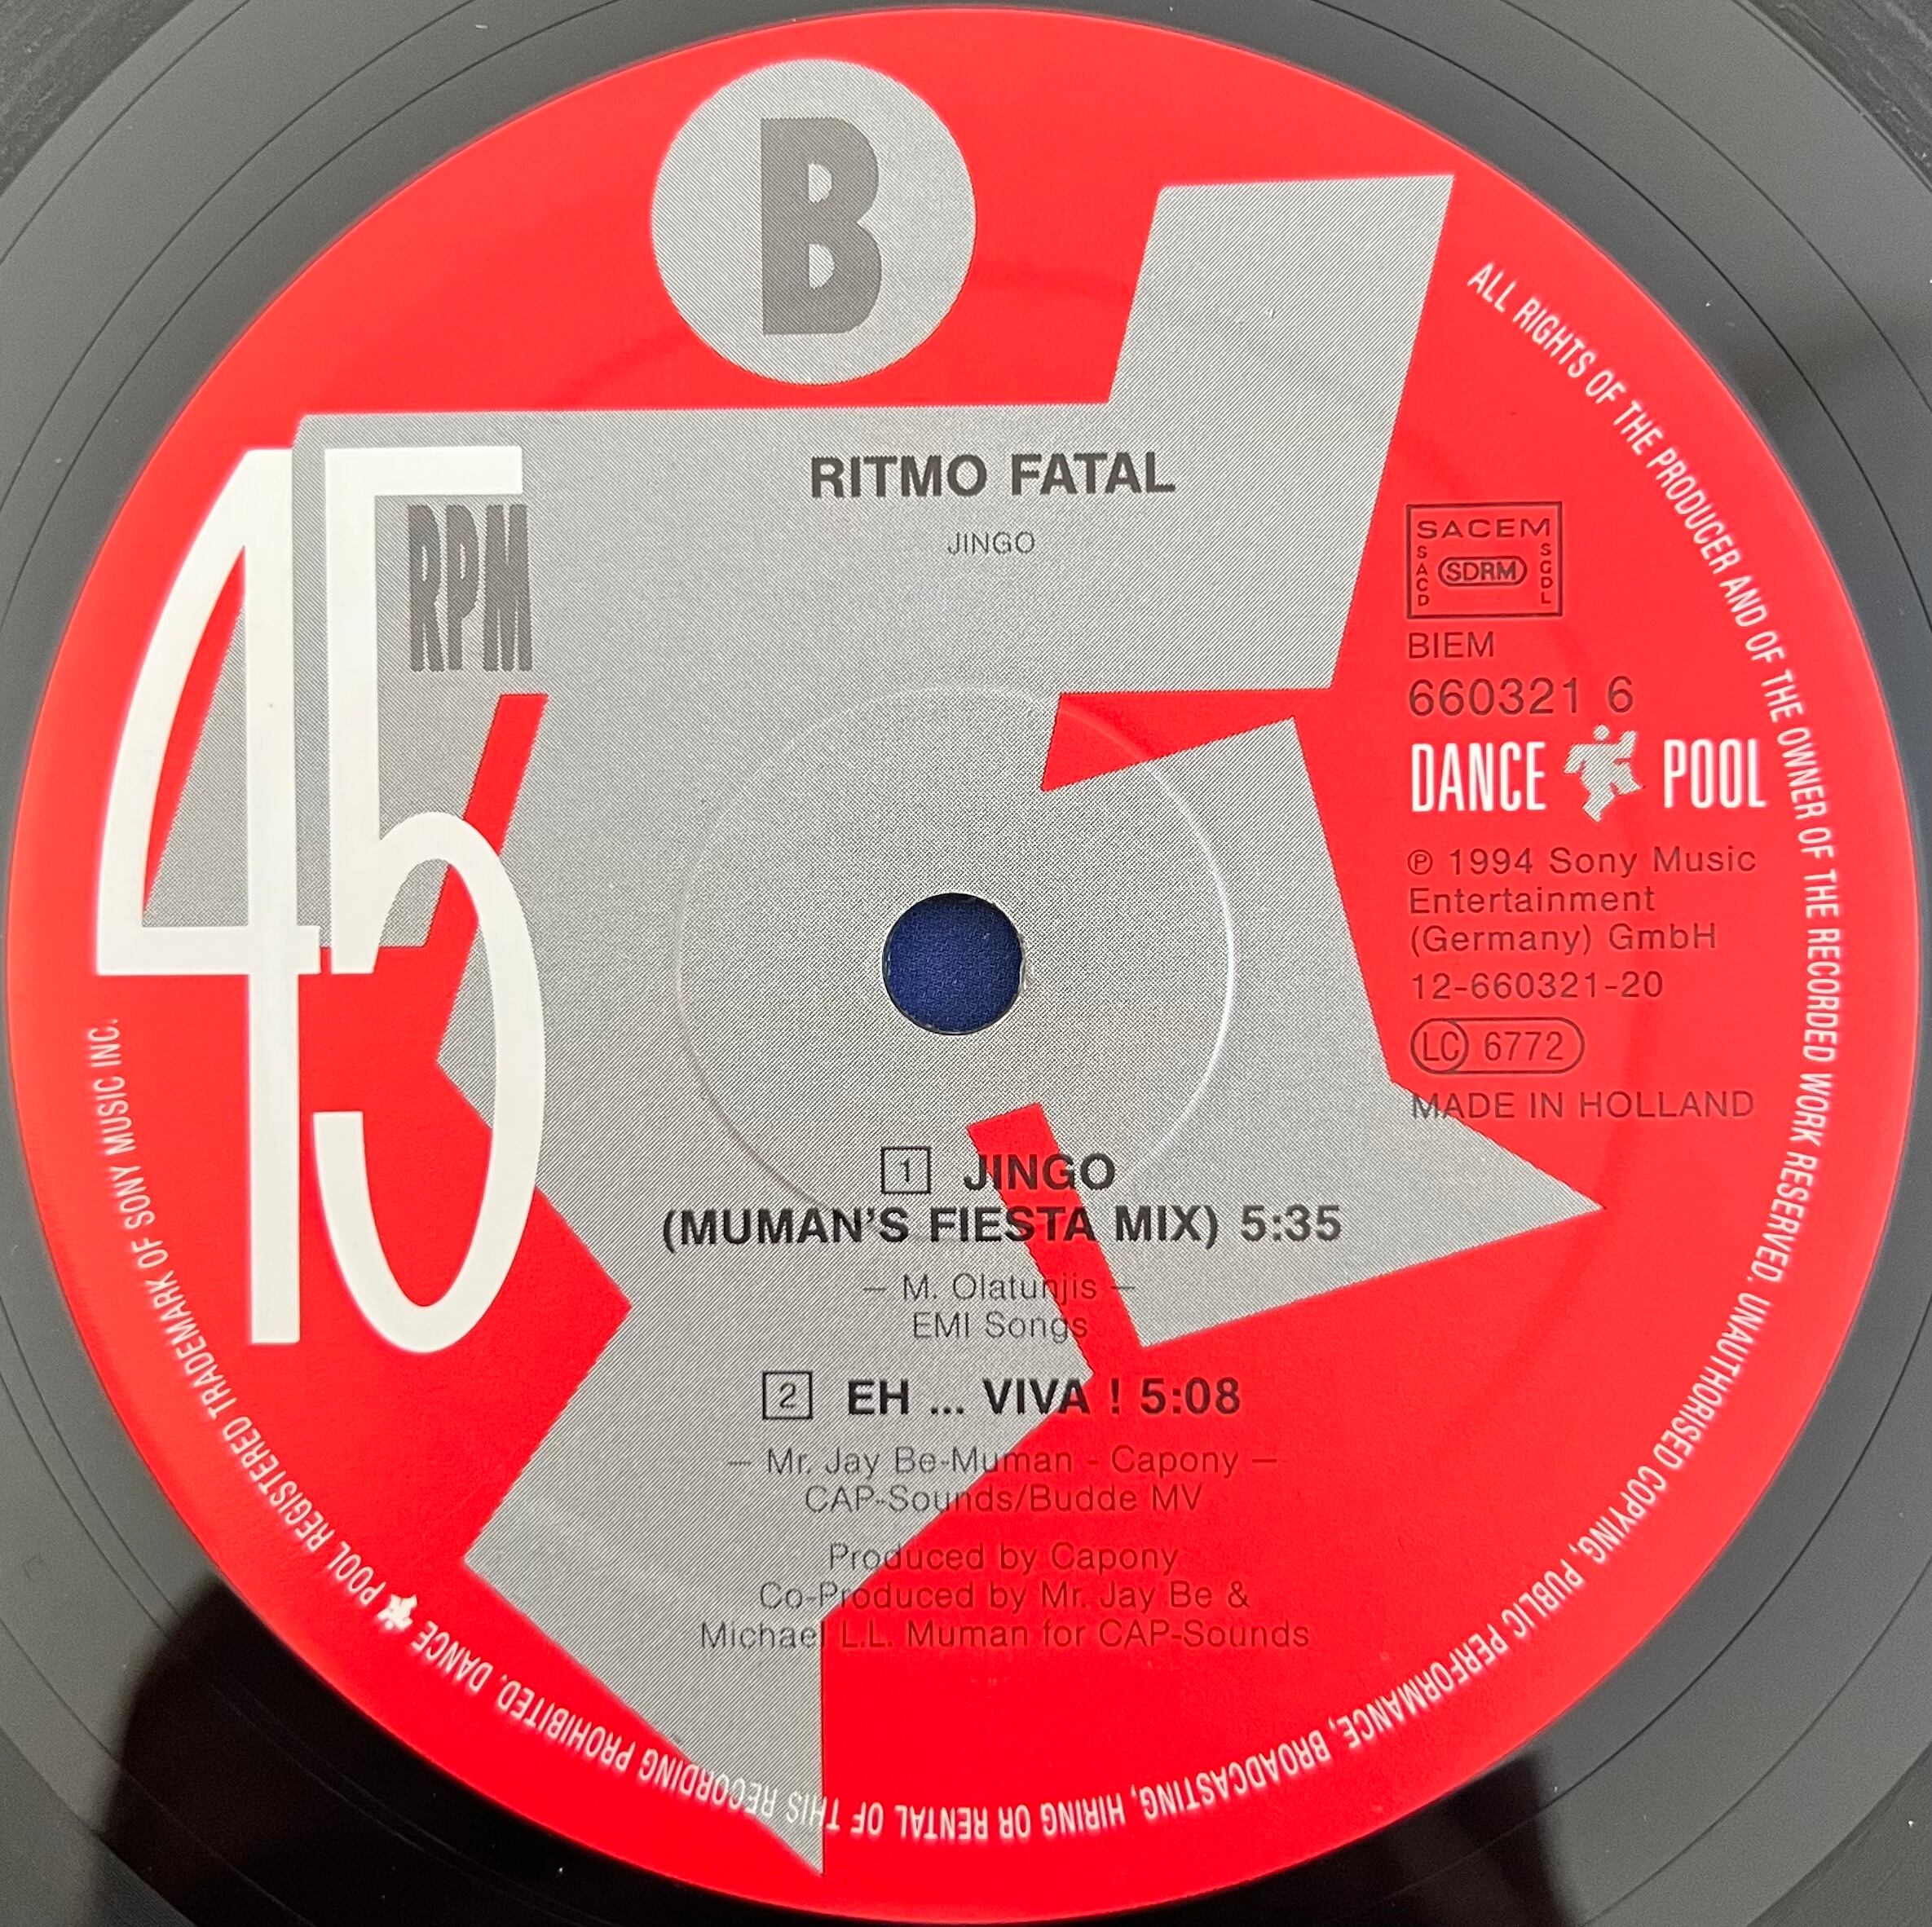 B
RITMO FATAL
JINGO
45
RPM
SACEM
SACD
SDRM
SGDL
BIEM
660321 6
DANCE POOL
℗ 1994 Sony Music
Entertainment
(Germany) GmbH
12-660321-20
LC 6772
MADE IN HOLLAND
1 JINGO
(MUMAN'S FIESTA MIX) 5:35
– M. Olatunjis –
EMI Songs
2 EH ... VIVA ! 5:08
– Mr. Jay Be-Muman - Capony –
CAP-Sounds/Budde MV
Produced by Capony
Co-Produced by Mr. Jay Be &
Michael L.L. Muman for CAP-Sounds
ALL RIGHTS OF THE PRODUCER AND OF THE OWNER OF THE RECORDED WORK RESERVED. UNAUTHORISED COPYING, PUBLIC PERFORMANCE, BROADCASTING, HIRING OR RENTAL OF THIS RECORDING PROHIBITED. DANCE POOL REGISTERED TRADEMARK OF SONY MUSIC INC.